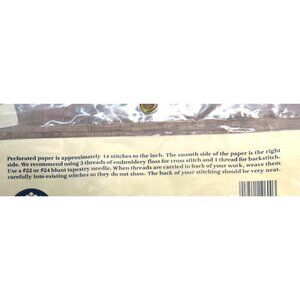 Perforated paper is approximately 14 stitches to the inch. The smooth side of the paper is the right
side. We recommend using 3 threads of embroidery floss for cross stitch and 1 thread for backstitch.
Use a #22 or #24 blunt tapestry needle. When threads are carried in back of your work, weave them
carefully into existing stitches so they do not show. The back of your stitching should be very neat.